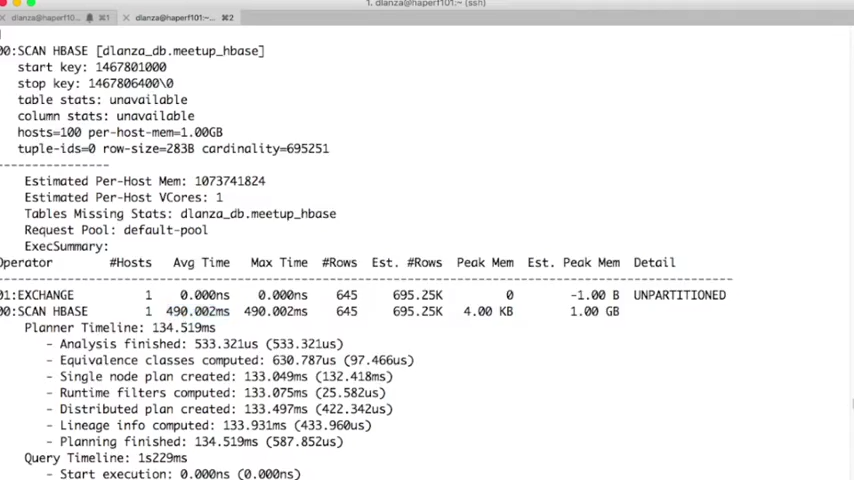 1. dlanza@haperf101:~ (ssh)
dlanza@haperf10... ⌘1 dlanza@haperf101:~... ⌘2
00:SCAN HBASE [dlanza_db.meetup_hbase]
start key: 1467801000
stop key: 1467806400\0
table stats: unavailable
column stats: unavailable
hosts=100 per-host-mem=1.00GB
tuple-ids=0 row-size=283B cardinality=695251
----------------
Estimated Per-Host Mem: 1073741824
Estimated Per-Host VCores: 1
Tables Missing Stats: dlanza_db.meetup_hbase
Request Pool: default-pool
ExecSummary:
Operator #Hosts Avg Time Max Time #Rows Est. #Rows Peak Mem Est. Peak Mem Detail
01:EXCHANGE 1 0.000ns 0.000ns 645 695.25K 0 -1.00 B UNPARTITIONED
00:SCAN HBASE 1 490.002ms 490.002ms 645 695.25K 4.00 KB 1.00 GB
Planner Timeline: 134.519ms
- Analysis finished: 533.321us (533.321us)
- Equivalence classes computed: 630.787us (97.466us)
- Single node plan created: 133.049ms (132.418ms)
- Runtime filters computed: 133.075ms (25.582us)
- Distributed plan created: 133.497ms (422.342us)
- Lineage info computed: 133.931ms (433.960us)
- Planning finished: 134.519ms (587.852us)
Query Timeline: 1s229ms
- Start execution: 0.000ns (0.000ns)